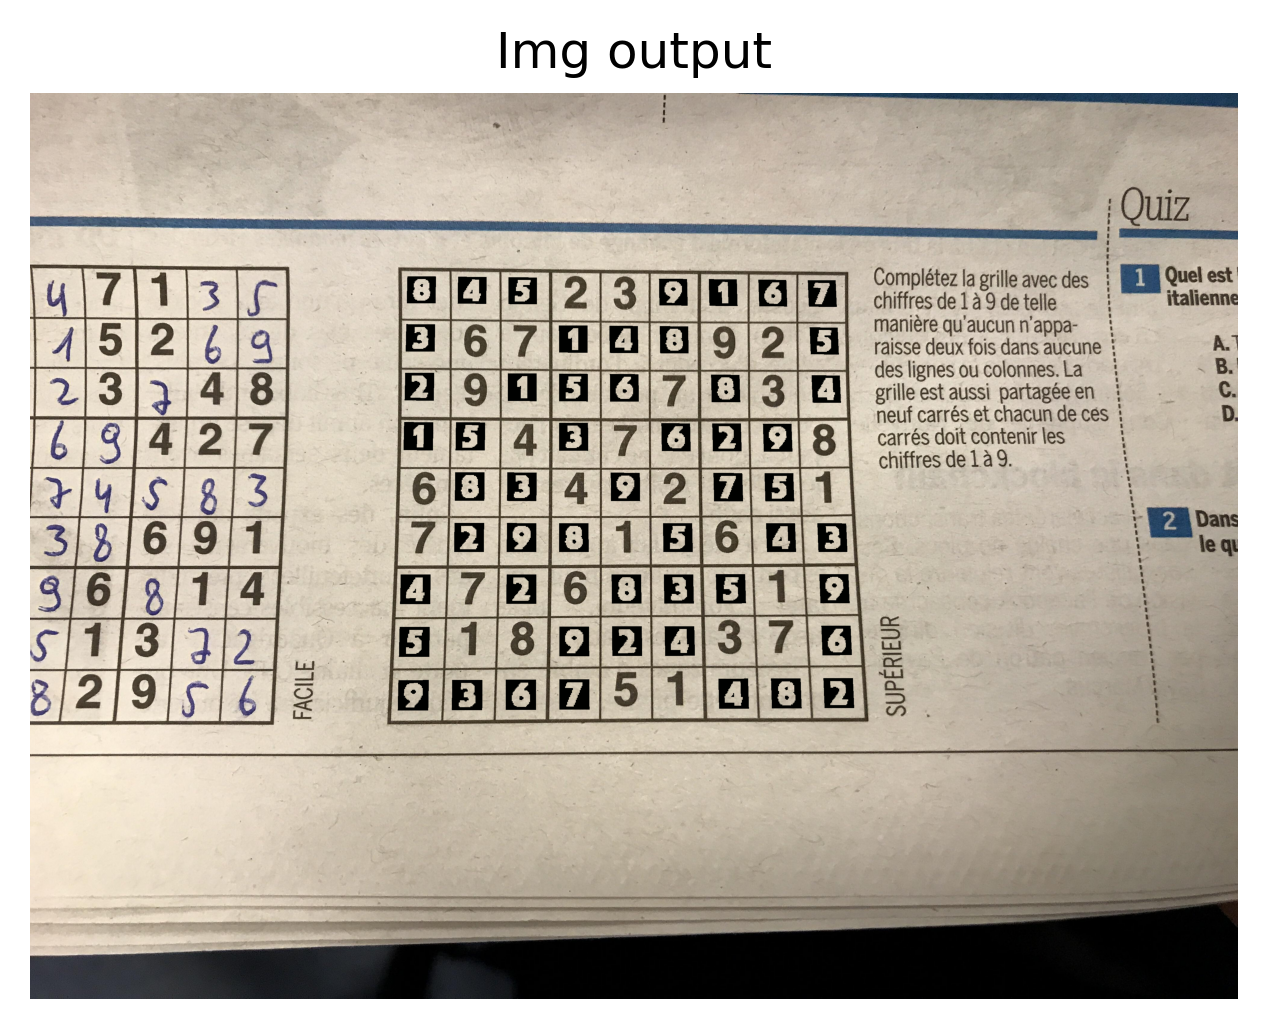 Img output
Quiz
4 7 1 3 5
1 5 2 6 9
2 3 7 4 8
6 9 4 2 7
7 4 5 8 3
3 8 6 9 1
9 6 8 1 4
5 1 3 7 2
8 2 9 5 6
FACILE
8 4 5 2 3 9 1 6 7
3 6 7 1 4 8 9 2 5
2 9 1 5 6 7 8 3 4
1 5 4 3 7 6 2 9 8
6 8 3 4 9 2 7 5 1
7 2 9 8 1 5 6 4 3
4 7 2 6 8 3 5 1 9
5 1 8 9 2 4 3 7 6
9 3 6 7 5 1 4 8 2
SUPÉRIEUR
Complétez la grille avec des
chiffres de 1 à 9 de telle
manière qu'aucun n'appa-
raisse deux fois dans aucune
des lignes ou colonnes. La
grille est aussi partagée en
neuf carrés et chacun de ces
carrés doit contenir les
chiffres de 1 à 9.
1 Quel est
italienne
A.
B.
C.
D.
2 Dans
le qu